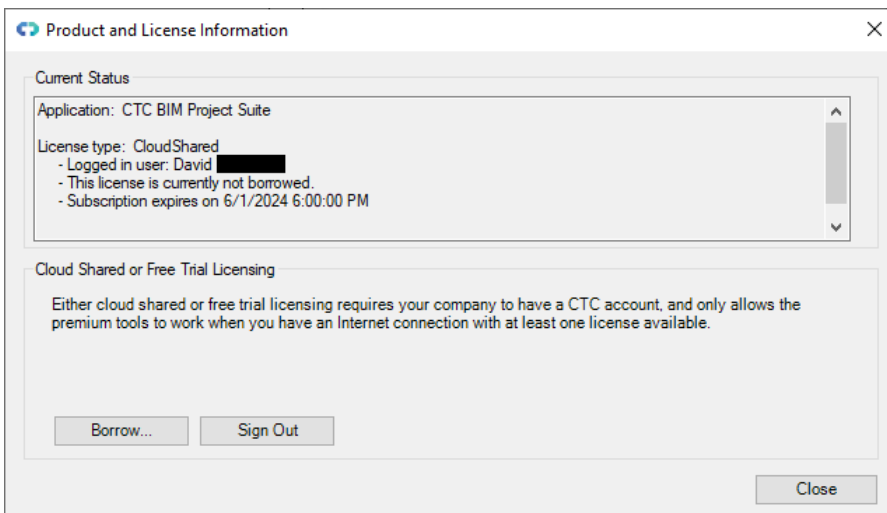 Product and License Information
Current Status
Application: CTC BIM Project Suite
License type: CloudShared
- Logged in user: David
- This license is currently not borrowed.
- Subscription expires on 6/1/2024 6:00:00 PM
Cloud Shared or Free Trial Licensing
Either cloud shared or free trial licensing requires your company to have a CTC account, and only allows the
premium tools to work when you have an Internet connection with at least one license available.
Borrow...
Sign Out
Close